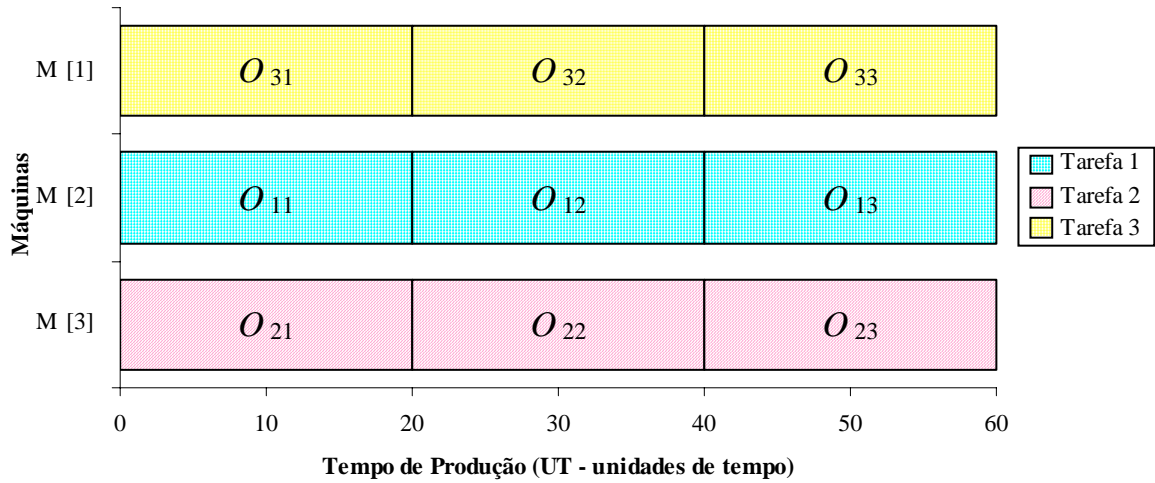 M [1]
O 31
O 32
O 33
M [2]
O 11
O 12
O 13
M [3]
O 21
O 22
O 23
Máquinas
Tarefa 1
Tarefa 2
Tarefa 3
0 10 20 30 40 50 60
Tempo de Produção (UT - unidades de tempo)